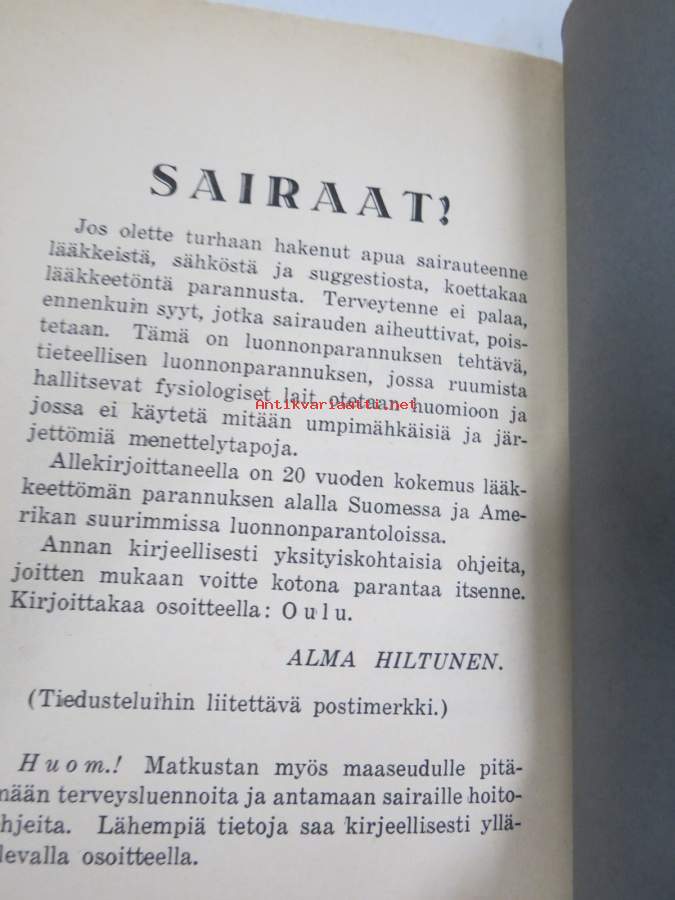 SAIRAAT!
Jos olette turhaan hakenut apua sairauteenne
lääkkeistä, sähköstä ja suggestiosta, koettakaa
lääkkeetöntä parannusta. Terveytenne ei palaa,
ennenkuin syyt, jotka sairauden aiheuttivat, pois-
tetaan. Tämä on luonnonparannuksen tehtävä,
tieteellisen luonnonparannuksen, jossa ruumista
hallitsevat fysiologiset lait otetaan huomioon ja
Antikvariaatti.net
jossa ei käytetä mitään umpimähkäisiä ja jär-
jettömiä menettelytapoja.
Allekirjoittaneella on 20 vuoden kokemus lääk-
keettömän parannuksen alalla Suomessa ja Ame-
rikan suurimmissa luonnonparantoloissa.
Annan kirjeellisesti yksityiskohtaisia ohjeita,
joitten mukaan voitte kotona parantaa itsenne.
Kirjoittakaa osoitteella: Oulu.
ALMA HILTUNEN.
(Tiedusteluihin liitettävä postimerkki.)
Huom.! Matkustan myös maaseudulle pitä-
mään terveysluennoita ja antamaan sairaille hoito-
hjeita. Lähempiä tietoja saa kirjeellisesti yllä-
levalla osoitteella.